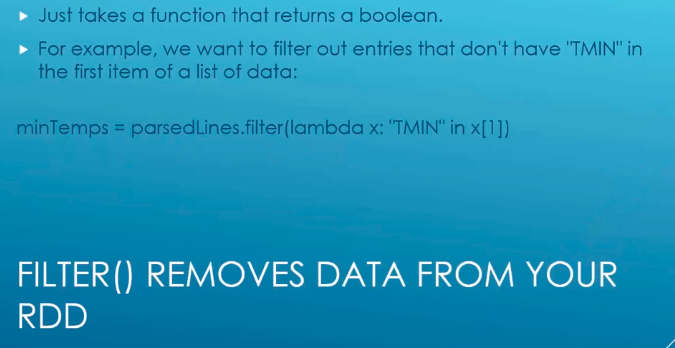 Just takes a function that returns a boolean.
For example, we want to filter out entries that don't have "TMIN" in
the first item of a list of data:
minTemps = parsedLines.filter(lambda x: "TMIN" in x[1])
FILTER() REMOVES DATA FROM YOUR
RDD